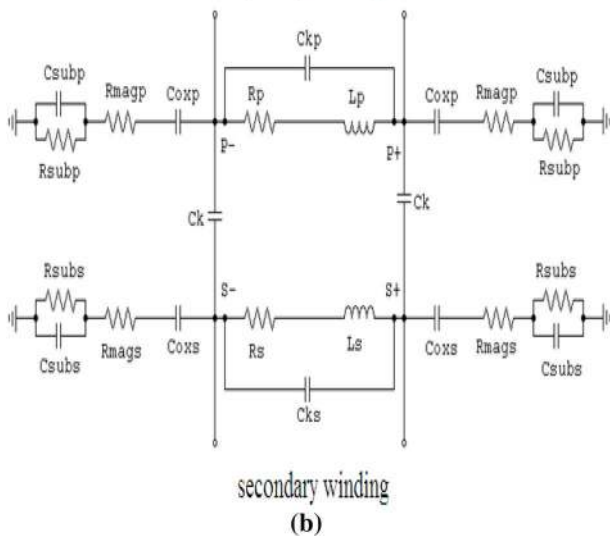 Ckp
Csubp Rmagp Coxp Rp Lp Coxp Rmagp Csubp
Rsubp P- P+ Rsubp
Ck Ck
Rsubs S- S+ Rsubs
Csubs Rmags Coxs Rs Ls Coxs Rmags Csubs
Cks
secondary winding
(b)